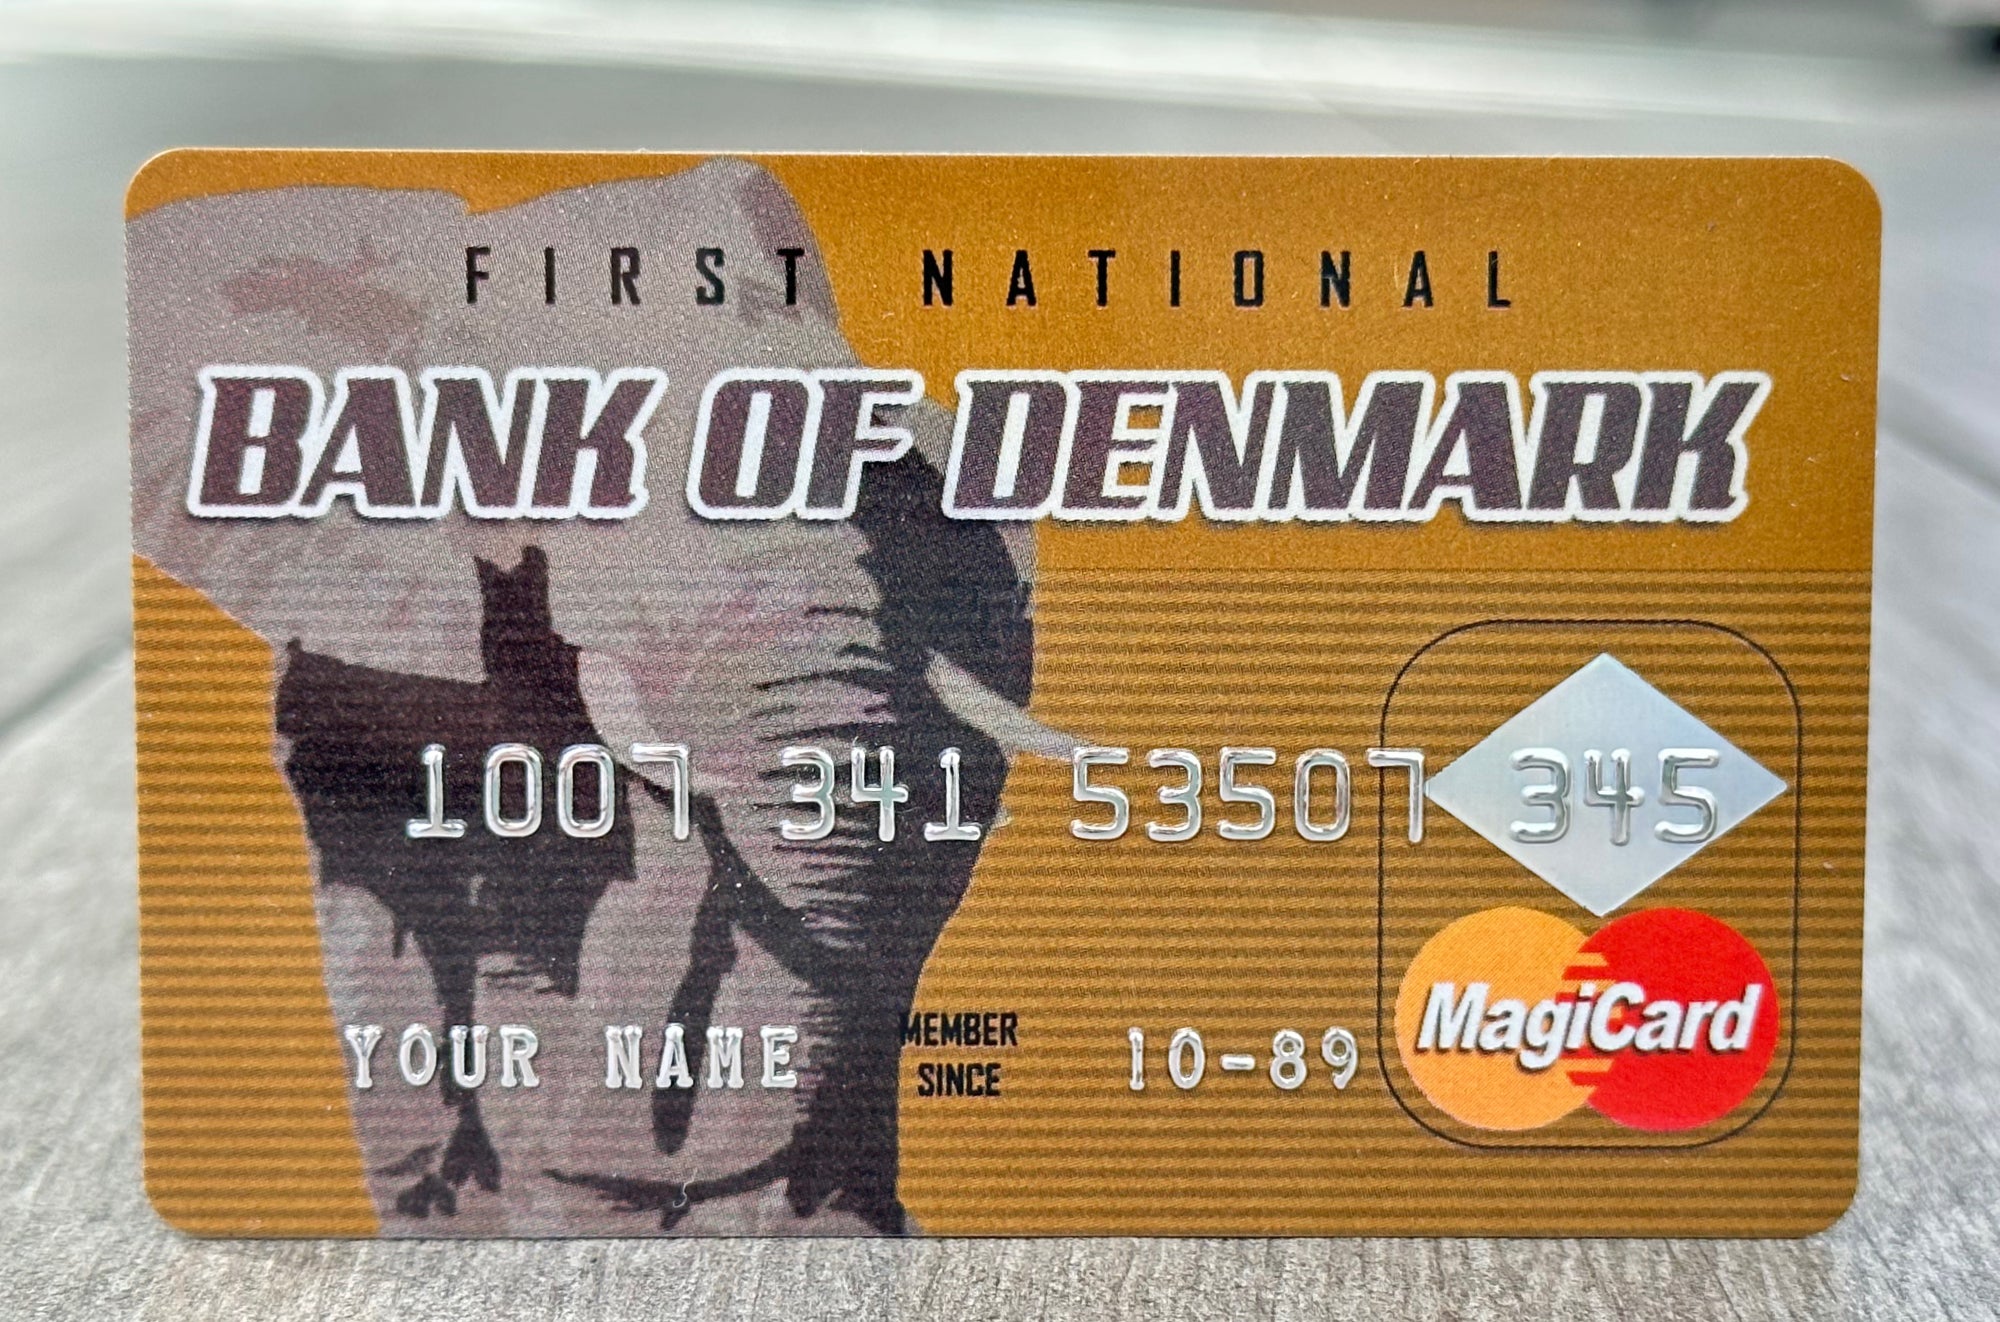 FIRST NATIONAL
BANK OF DENMARK
1007 341 53507 345
YOUR NAME
MEMBER
SINCE
10-89
MagiCard